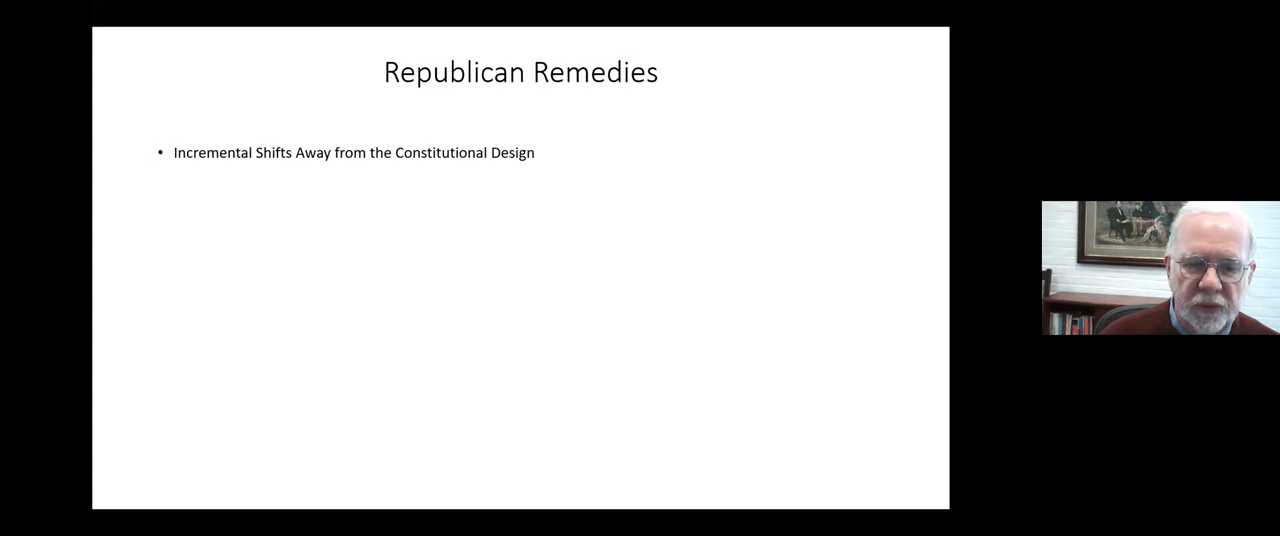 Republican Remedies
• Incremental Shifts Away from the Constitutional Design